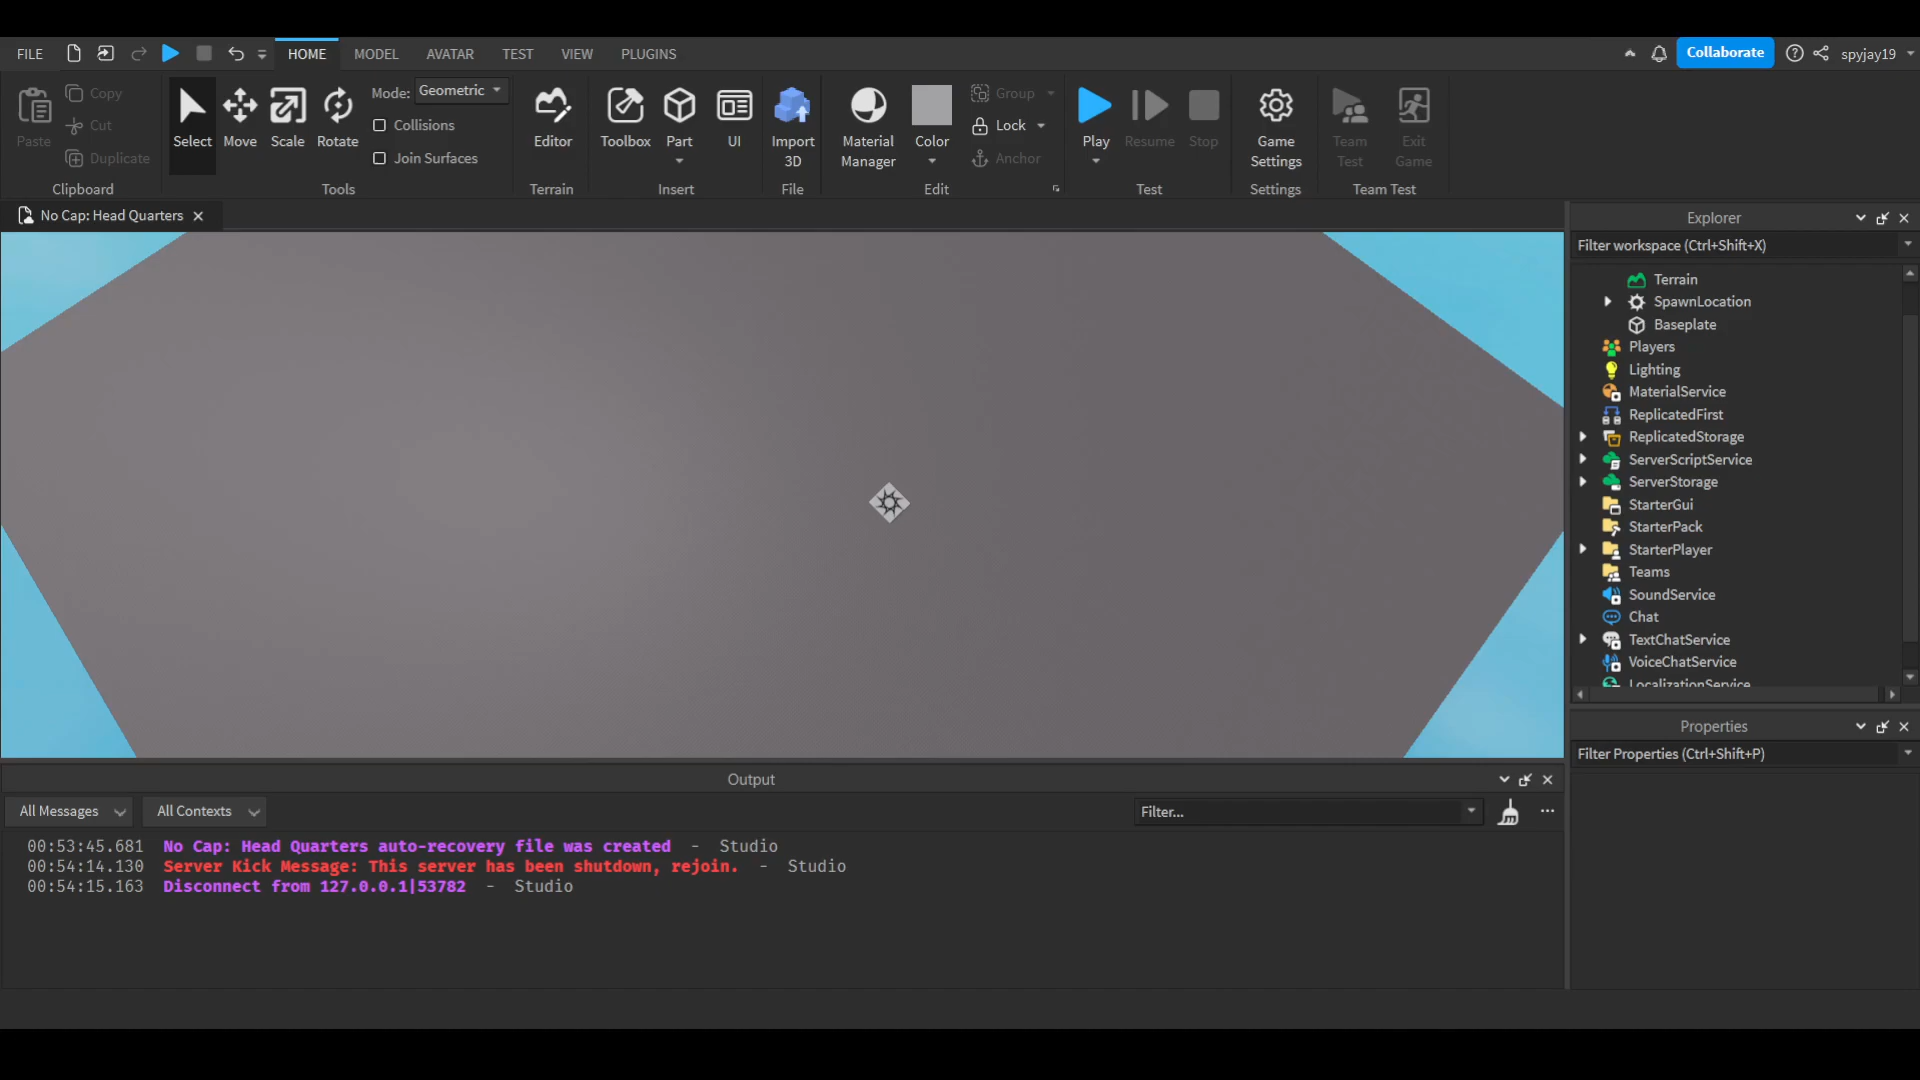 FILE HOME MODEL AVATAR TEST VIEW PLUGINS Collaborate spyjay19
Paste Copy Cut Duplicate
Clipboard
Select Move Scale Rotate
Mode: Geometric
Collisions
Join Surfaces
Tools
Editor
Terrain
Toolbox Part UI
Insert
Import
3D
File
Material
Manager
Color
Group
Lock
Anchor
Edit
Play Resume Stop
Test
Game
Settings
Settings
Team
Test
Exit
Game
Team Test
No Cap: Head Quarters
Explorer
Filter workspace (Ctrl+Shift+X)
Terrain
SpawnLocation
Baseplate
Players
Lighting
MaterialService
ReplicatedFirst
ReplicatedStorage
ServerScriptService
ServerStorage
StarterGui
StarterPack
StarterPlayer
Teams
SoundService
Chat
TextChatService
VoiceChatService
LocalizationService
Properties
Filter Properties (Ctrl+Shift+P)
Output
All Messages All Contexts Filter...
00:53:45.681 No Cap: Head Quarters auto-recovery file was created - Studio
00:54:14.130 Server Kick Message: This server has been shutdown, rejoin. - Studio
00:54:15.163 Disconnect from 127.0.0.1|53782 - Studio